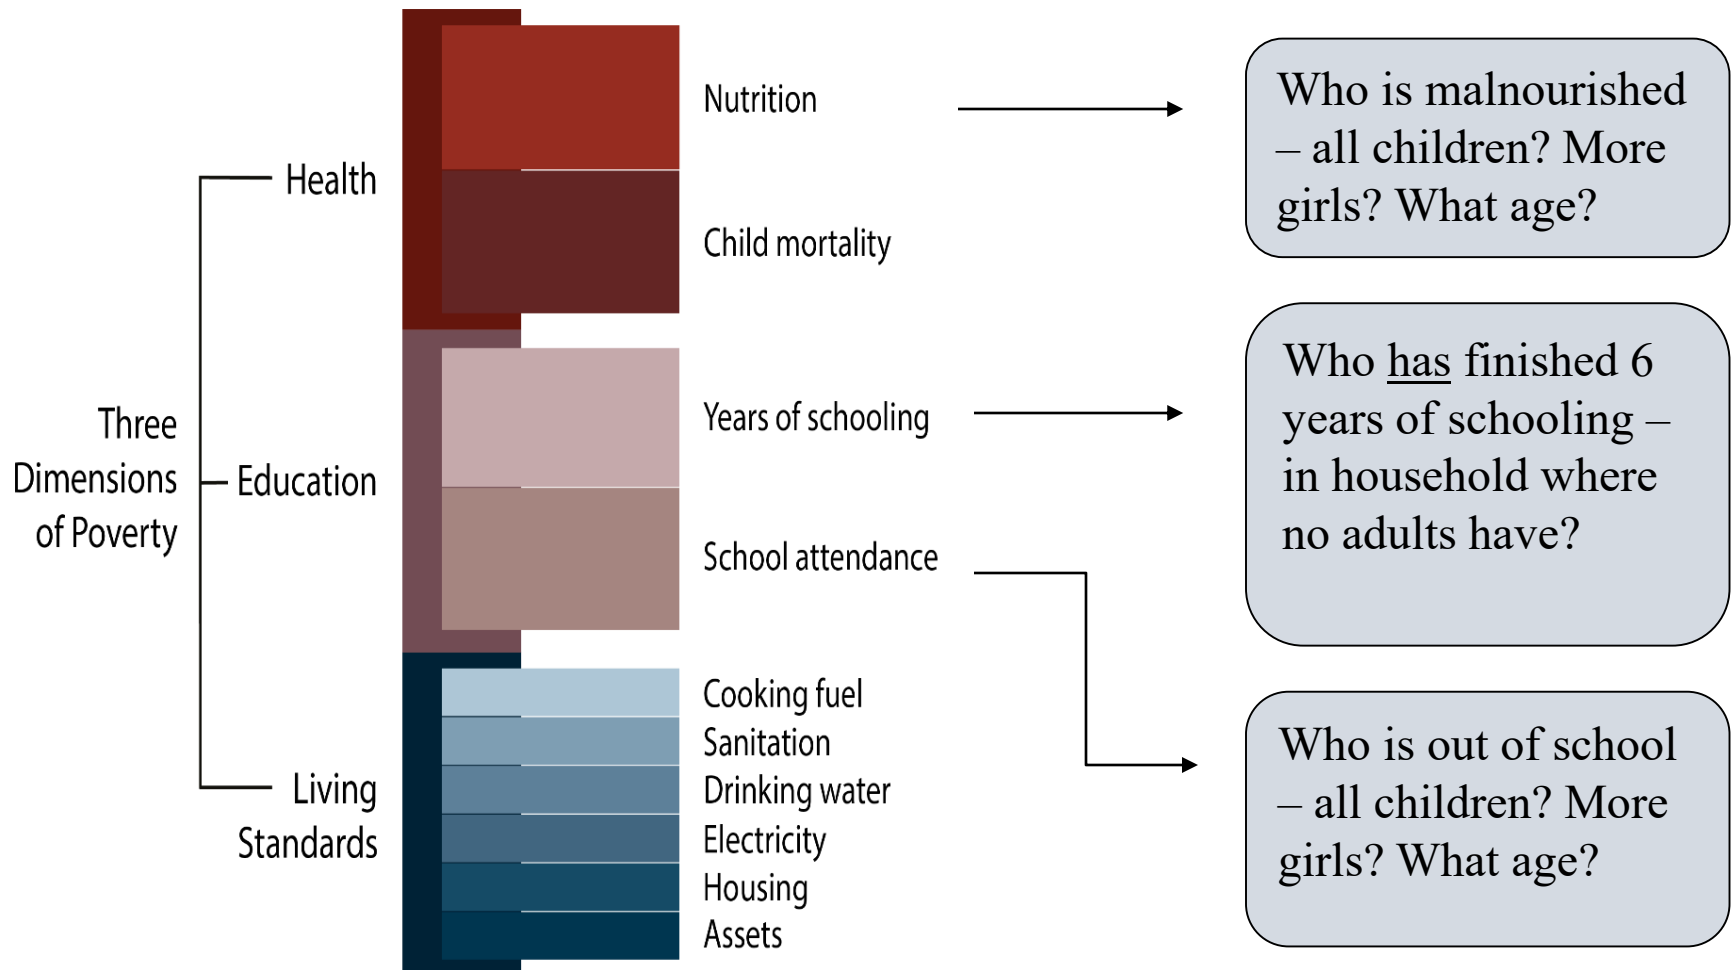 Three
Dimensions
of Poverty
Health
Education
Living
Standards
Nutrition
Child mortality
Years of schooling
School attendance
Cooking fuel
Sanitation
Drinking water
Electricity
Housing
Assets
Who is malnourished
– all children? More
girls? What age?
Who has finished 6
years of schooling –
in household where
no adults have?
Who is out of school
– all children? More
girls? What age?